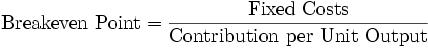 Breakeven Point = Fixed Costs
Contribution per Unit Output